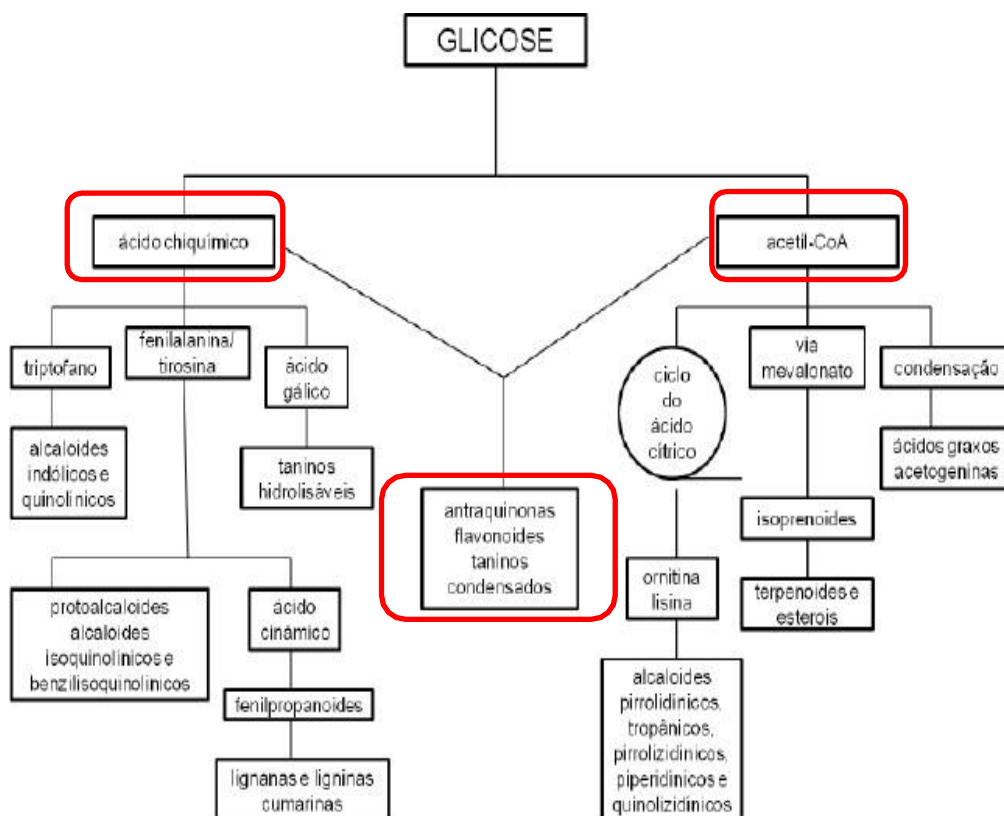 GLICOSE
ácido chiquímico
acetil-CoA
triptofano
fenilalanina/
tirosina
ácido
gálico
ciclo
do
ácido
cítrico
via
mevalonato
condensação
alcaloides
indólicos e
quinolínicos
taninos
hidrolisáveis
antraquinonas
flavonoides
taninos
condensados
ácidos graxos
acetogeninas
isoprenoides
protoalcaloides
alcaloides
isoquinolínicos e
benzilisoquinolínicos
ácido
cinâmico
ornitina
lisina
terpenoides e
esterois
fenilpropanoides
lignanas e ligninas
cumarinas
alcaloides
pirrolidínicos,
tropânicos,
pirrolizidínicos,
piperidínicos e
quinolizidínicos